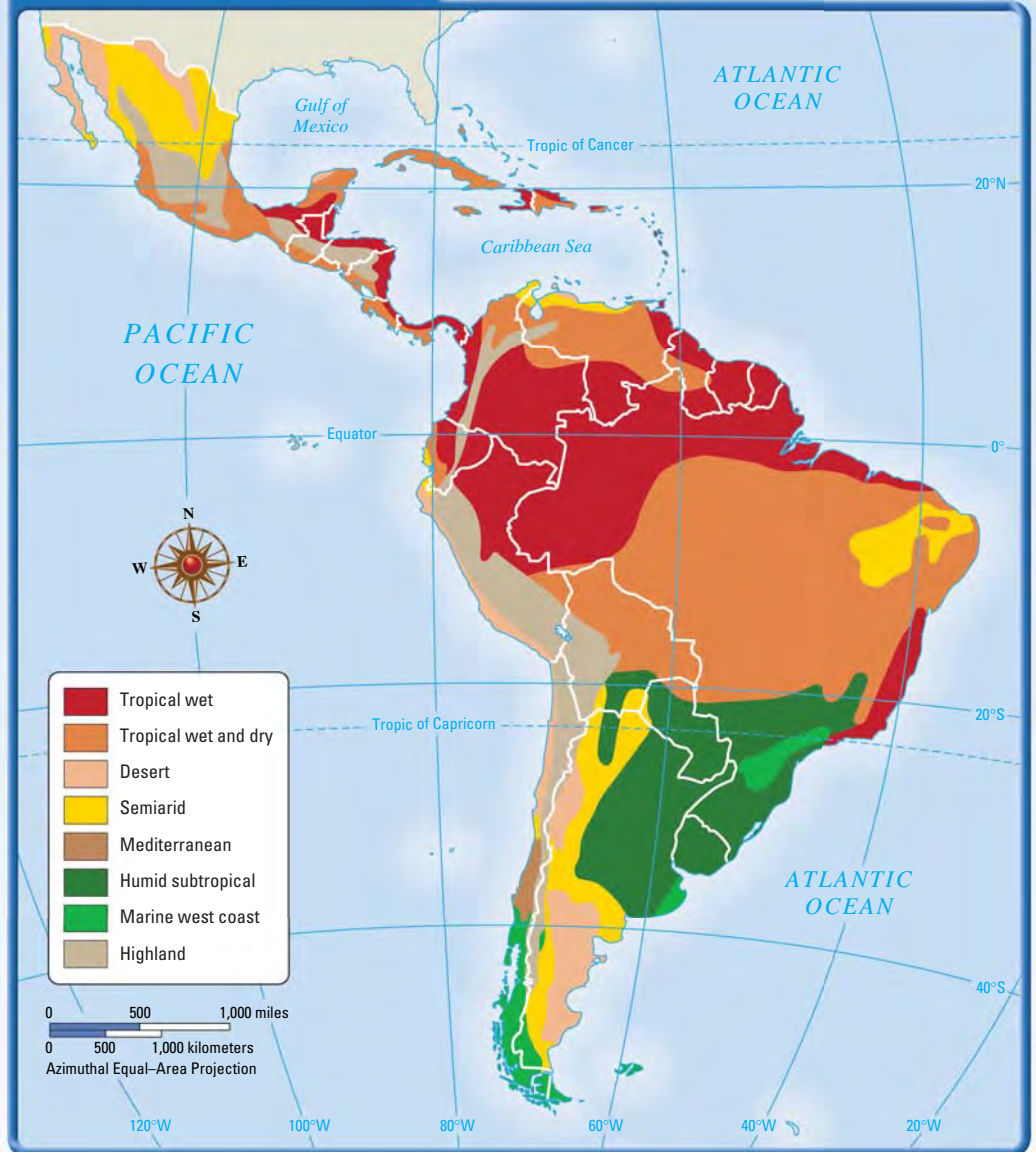 ATLANTIC
OCEAN
Gulf of
Mexico
Tropic of Cancer
20°N
Caribbean Sea
PACIFIC
OCEAN
Equator
0°
N
W
E
S
Tropical wet
Tropical wet and dry
Desert
Semiarid
Mediterranean
Humid subtropical
Marine west coast
Highland
20°S
Tropic of Capricorn
ATLANTIC
OCEAN
40°S
0 500 1,000 miles
0 500 1,000 kilometers
Azimuthal Equal–Area Projection
120°W 100°W 80°W 60°W 40°W 20°W